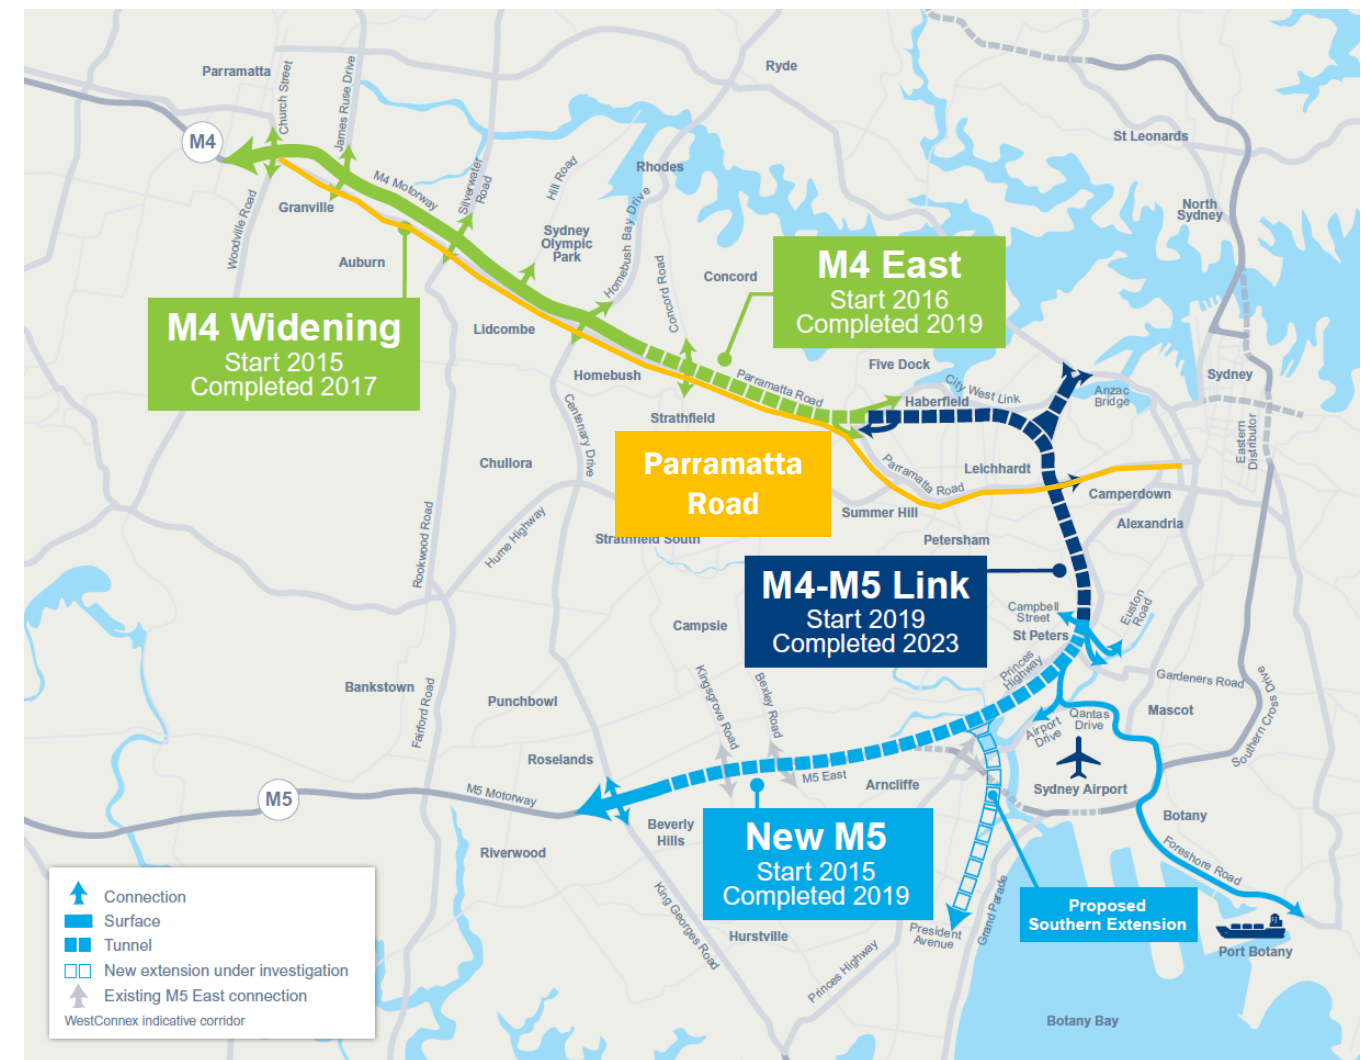 Ryde
Parramatta
Church Street
James Ruse Drive
M4
St Leonards
Rhodes
Hill Road
Silverwater
Road
M4 Motorway
Woodville Road
Granville
North
Sydney
Sydney
Olympic
Park
Homebush Bay Drive
Auburn
Concord Road
Concord
M4 East
Start 2016
Completed 2019
M4 Widening
Start 2015
Completed 2017
Lidcombe
Homebush
Five Dock
Sydney
Parramatta Road
City West Link
Haberfield
Anzac
Bridge
Strathfield
Centenary Drive
Eastern
Distributor
Parramatta
Road
Chullora
Parramatta Road
Leichhardt
Camperdown
Summer Hill
Alexandria
Rookwood Road
Hume Highway
Strathfield South
Petersham
M4-M5 Link
Start 2019
Completed 2023
Campbell
Street
Euston
Road
Campsie
St Peters
Princes
Highway
Gardeners Road
Bankstown
Fairford Road
Punchbowl
Kingsgrove Road
Bexley Road
Mascot
Qantas
Drive
Airport
Drive
Southern Cross Drive
Roselands
M5 East
Arncliffe
Sydney Airport
M5
M5 Motorway
Botany
Beverly
Hills
Riverwood
New M5
Start 2015
Completed 2019
Foreshore Road
King Georges Road
Grand Parade
Proposed
Southern Extension
Hurstville
President
Avenue
Port Botany
Princes Highway
Botany Bay
Connection
Surface
Tunnel
New extension under investigation
Existing M5 East connection
WestConnex indicative corridor